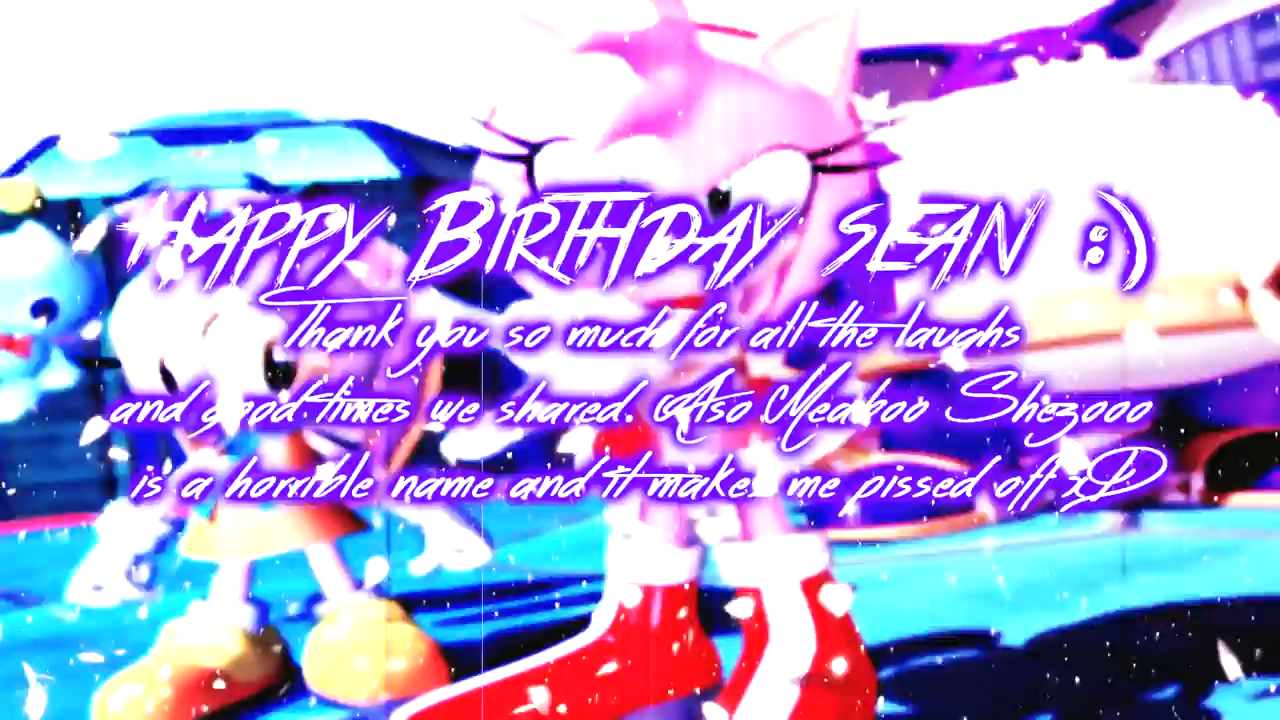 Happy Birthday Sean :)
Thank you so much for all the laughs
and good times we shared. Also Meaboo Shezooo
is a horrible name and it makes me pissed off xD